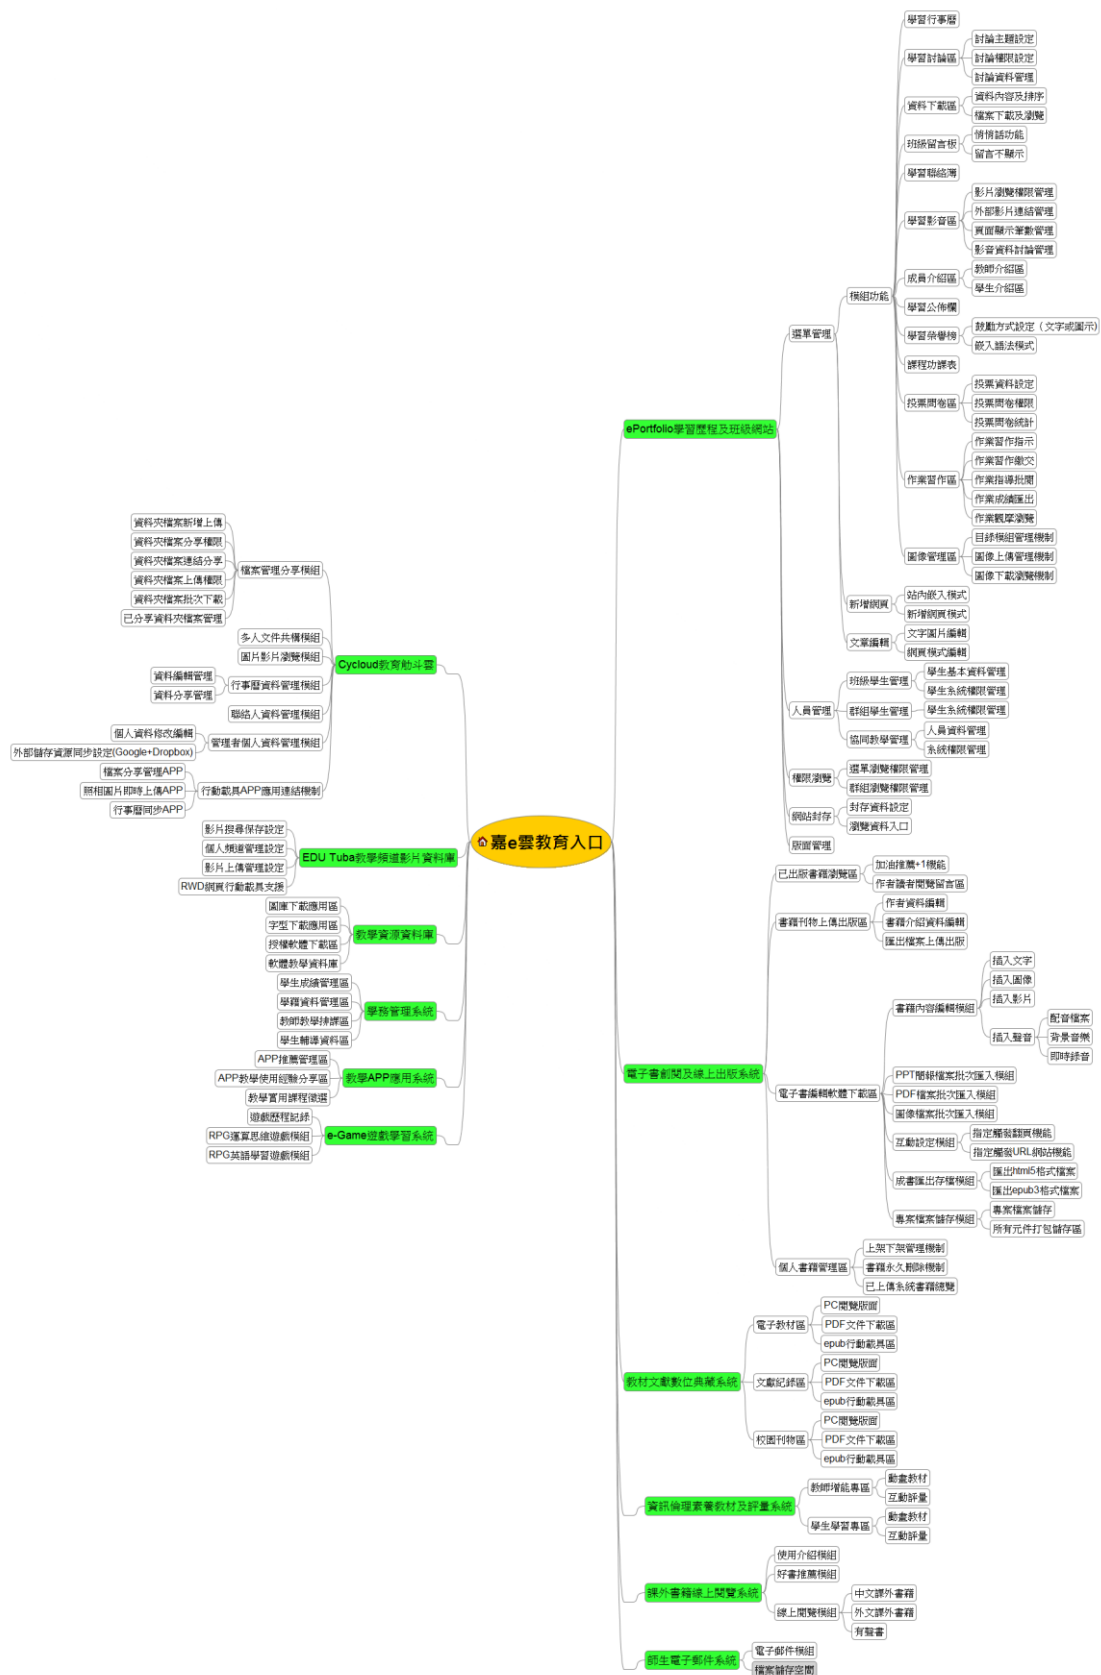 嘉e雲教育入口
ePortfolio學習歷程及班級網站
選單管理
模組功能
學習行事曆
學習討論區
討論主題設定
討論權限設定
討論資料管理
資料下載區
資料內容及排序
檔案下載及瀏覽
班級留言板
悄悄話功能
留言不顯示
學習聯絡簿
學習影音區
影片瀏覽權限管理
外部影片連結管理
頁面顯示筆數管理
影音資料討論管理
成員介紹區
教師介紹區
學生介紹區
學習公佈欄
學習榮譽榜
鼓勵方式設定（文字或圖示)
嵌入語法模式
課程功課表
投票問卷區
投票資料設定
投票問卷權限
投票問卷統計
作業習作區
作業習作指示
作業習作繳交
作業指導批閱
作業成績匯出
作業觀摩瀏覽
圖像管理區
目錄模組管理機制
圖像上傳管理機制
圖像下載瀏覽機制
新增網頁
站內嵌入模式
新增網頁模式
文章編輯
文字圖片編輯
網頁模式編輯
人員管理
班級學生管理
學生基本資料管理
學生系統權限管理
群組學生管理
學生系統權限管理
協同教學管理
人員資料管理
系統權限管理
權限瀏覽
選單瀏覽權限管理
群組瀏覽權限管理
網站封存
封存資料設定
瀏覽資料入口
版面管理
電子書創閱及線上出版系統
已出版書籍瀏覽區
加油推薦+1機能
作者讀者閱覽留言區
書籍刊物上傳出版區
作者資料編輯
書籍介紹資料編輯
匯出檔案上傳出版
電子書編輯軟體下載區
書籍內容編輯模組
插入文字
插入圖像
插入影片
插入聲音
配音檔案
背景音樂
即時錄音
PPT簡報檔案批次匯入模組
PDF檔案批次匯入模組
圖像檔案批次匯入模組
互動設定模組
指定觸發翻頁機能
指定觸發URL網站機能
成書匯出存檔模組
匯出html5格式檔案
匯出epub3格式檔案
專案檔案儲存模組
專案檔案儲存
所有元件打包儲存區
個人書籍管理區
上架下架管理機制
書籍永久刪除機制
已上傳系統書籍總覽
教材文獻數位典藏系統
電子教材區
PC閱覽版面
PDF文件下載區
epub行動載具區
文獻紀錄區
PC閱覽版面
PDF文件下載區
epub行動載具區
校園刊物區
PC閱覽版面
PDF文件下載區
epub行動載具區
資訊倫理素養教材及評量系統
教師增能專區
動畫教材
互動評量
學生學習專區
動畫教材
互動評量
課外書籍線上閱覽系統
使用介紹模組
好書推薦模組
線上閱覽模組
中文課外書籍
外文課外書籍
有聲書
師生電子郵件系統
電子郵件模組
檔案儲存空間
Cycloud教育觔斗雲
檔案管理分享模組
資料夾檔案新增上傳
資料夾檔案分享權限
資料夾檔案連結分享
資料夾檔案上傳權限
資料夾檔案批次下載
已分享資料夾檔案管理
多人文件共構模組
圖片影片瀏覽模組
行事曆資料管理模組
資料編輯管理
資料分享管理
聯絡人資料管理模組
管理者個人資料管理模組
個人資料修改編輯
外部儲存資源同步設定(Google+Dropbox)
行動載具APP應用連結機制
檔案分享管理APP
照相圖片即時上傳APP
行事曆同步APP
EDU Tuba教學頻道影片資料庫
影片搜尋保存設定
個人頻道管理設定
影片上傳管理設定
RWD網頁行動載具支援
教學資源資料庫
圖庫下載應用區
字型下載應用區
授權軟體下載區
軟體教學資料庫
學務管理系統
學生成績管理區
學籍資料管理區
教師教學排課區
學生輔導資料區
教學APP應用系統
APP推薦管理區
APP教學使用經驗分享區
教學實用課程徵選
e-Game遊戲學習系統
遊戲歷程記錄
RPG運算思維遊戲模組
RPG英語學習遊戲模組